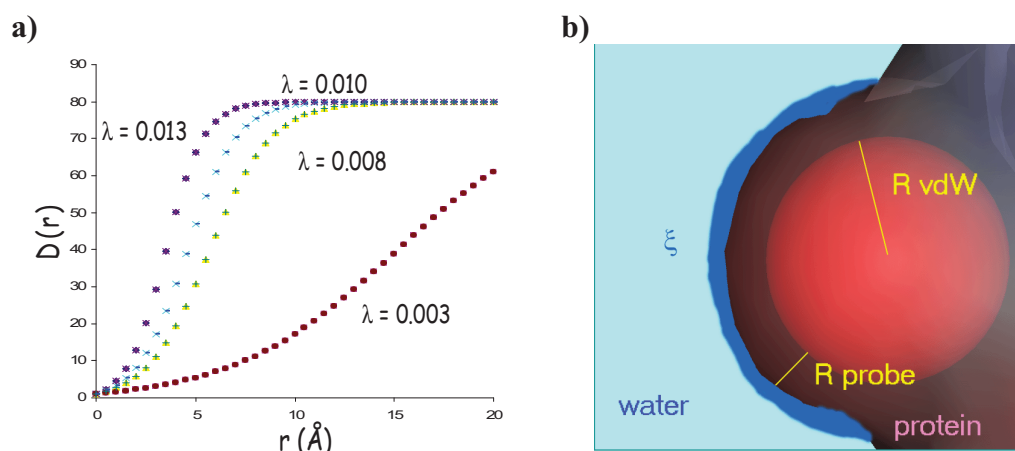 a)
90
80
70
60
50
40
30
20
10
0
D(r)
λ = 0.010
λ = 0.013
λ = 0.008
λ = 0.003
0 5 10 15 20
r (Å)
b)
R vdW
ξ
R probe
water
protein